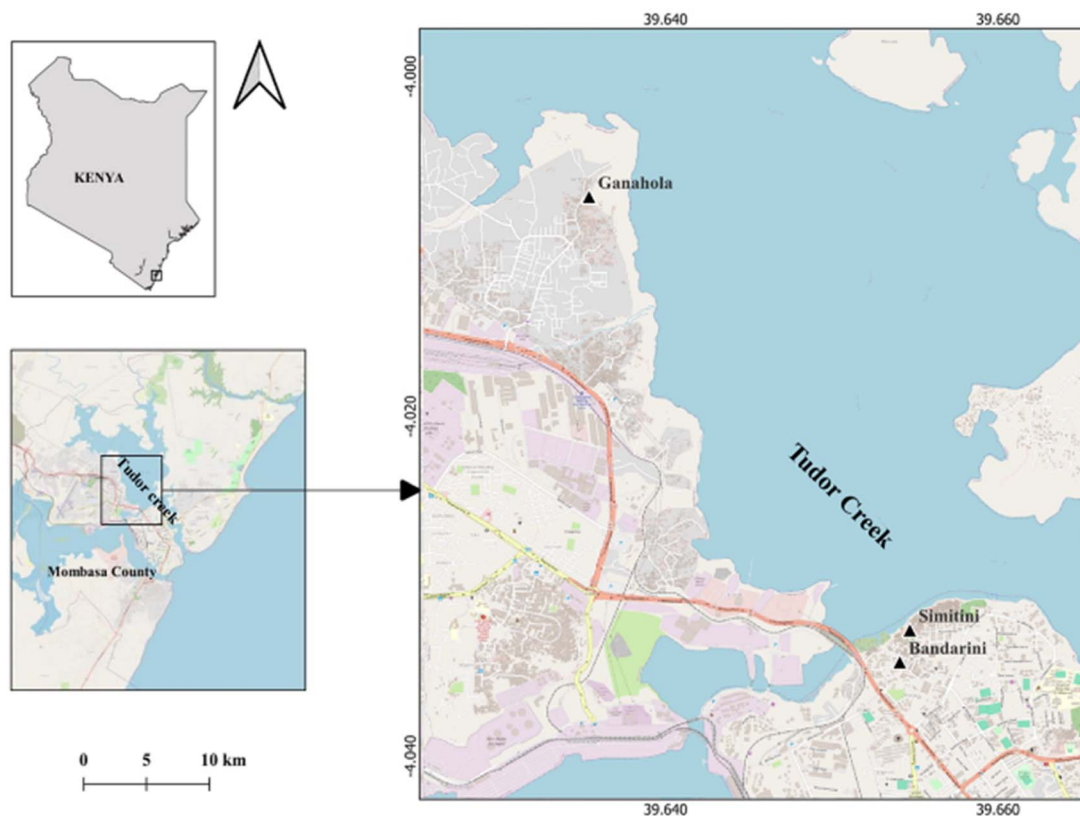 39.640
39.660
-4.000
KENYA
Ganahola
-4.020
Tudor Creek
Tudor creek
Mombasa County
Simitini
Bandarini
-4.040
0
5
10 km
39.640
39.660